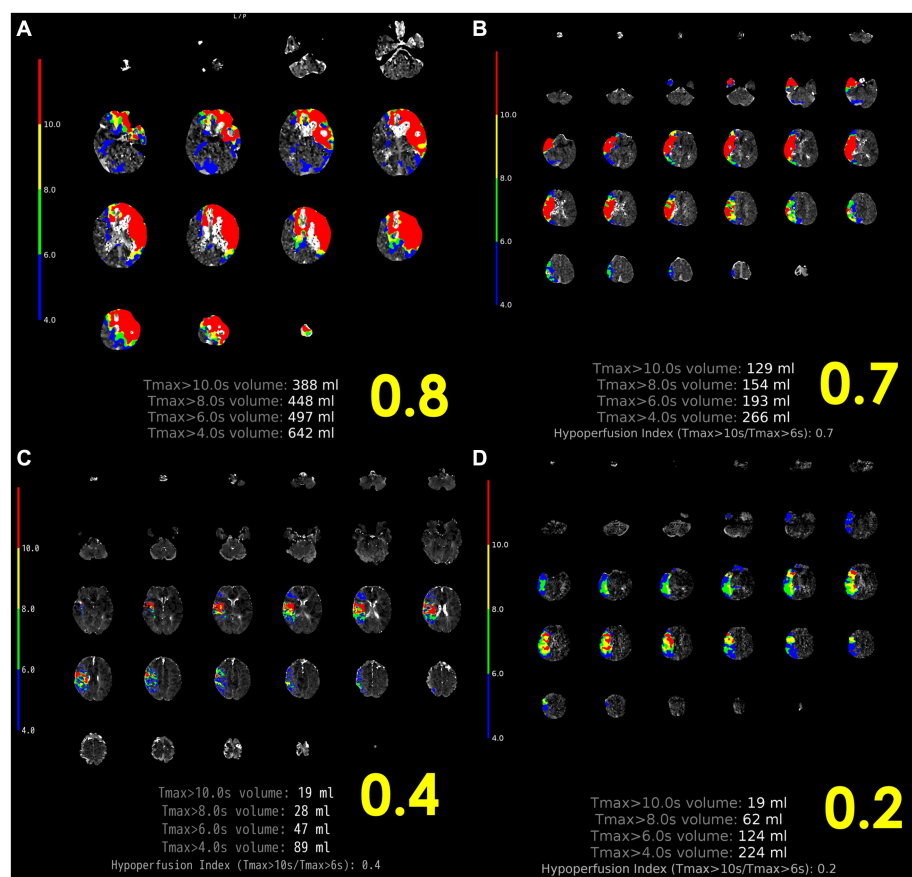 L/P
A
10.0
8.0
6.0
4.0
Tmax>10.0s volume: 388 ml
Tmax>8.0s volume: 448 ml
Tmax>6.0s volume: 497 ml
Tmax>4.0s volume: 642 ml
0.8
B
10.0
8.0
6.0
4.0
Tmax>10.0s volume: 129 ml
Tmax>8.0s volume: 154 ml
Tmax>6.0s volume: 193 ml
Tmax>4.0s volume: 266 ml
Hypoperfusion Index (Tmax>10s/Tmax>6s): 0.7
0.7
C
10.0
8.0
6.0
4.0
Tmax>10.0s volume: 19 ml
Tmax>8.0s volume: 28 ml
Tmax>6.0s volume: 47 ml
Tmax>4.0s volume: 89 ml
Hypoperfusion Index (Tmax>10s/Tmax>6s): 0.4
0.4
D
10.0
8.0
6.0
4.0
Tmax>10.0s volume: 19 ml
Tmax>8.0s volume: 62 ml
Tmax>6.0s volume: 124 ml
Tmax>4.0s volume: 224 ml
Hypoperfusion Index (Tmax>10s/Tmax>6s): 0.2
0.2